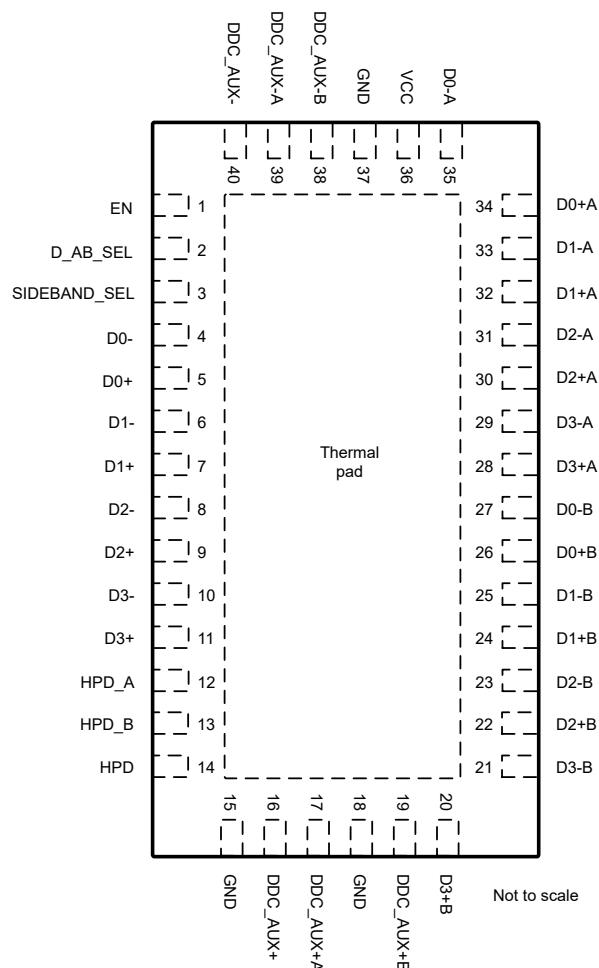 DDC_AUX-
DDC_AUX-A
DDC_AUX-B
GND
VCC
D0-A
40
39
38
37
36
35
EN 1
D_AB_SEL 2
SIDEBAND_SEL 3
D0- 4
D0+ 5
D1- 6
D1+ 7
D2- 8
D2+ 9
D3- 10
D3+ 11
HPD_A 12
HPD_B 13
HPD 14
Thermal
pad
34 D0+A
33 D1-A
32 D1+A
31 D2-A
30 D2+A
29 D3-A
28 D3+A
27 D0-B
26 D0+B
25 D1-B
24 D1+B
23 D2-B
22 D2+B
21 D3-B
15
16
17
18
19
20
GND
DDC_AUX+
DDC_AUX+A
GND
DDC_AUX+B
D3+B
Not to scale